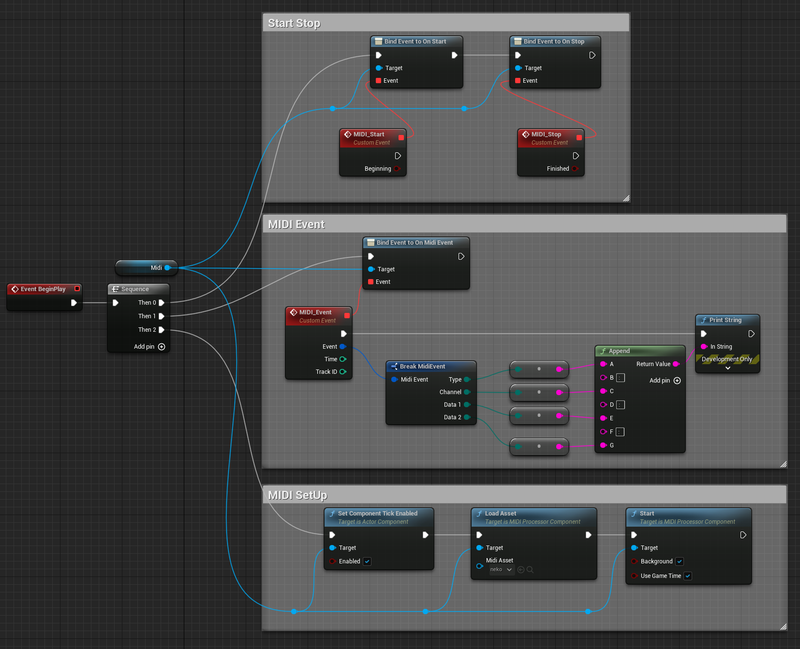 Start Stop
Bind Event to On Start
Target
Event
Bind Event to On Stop
Target
Event
MIDI_Start
Custom Event
Beginning
MIDI_Stop
Custom Event
Finished
MIDI Event
Bind Event to On Midi Event
Target
Event
Midi
Event BeginPlay
Sequence
Then 0
Then 1
Then 2
Add pin
MIDI_Event
Custom Event
Event
Time
Track ID
Break MidiEvent
Midi Event
Type
Channel
Data 1
Data 2
Append
A
Return Value
B
Add pin
C
D
E
F
G
Print String
In String
Development Only
MIDI SetUp
Set Component Tick Enabled
Target is Actor Component
Target
Enabled
Load Asset
Target is MIDI Processor Component
Target
Midi Asset
neko
Start
Target is MIDI Processor Component
Target
Background
Use Game Time